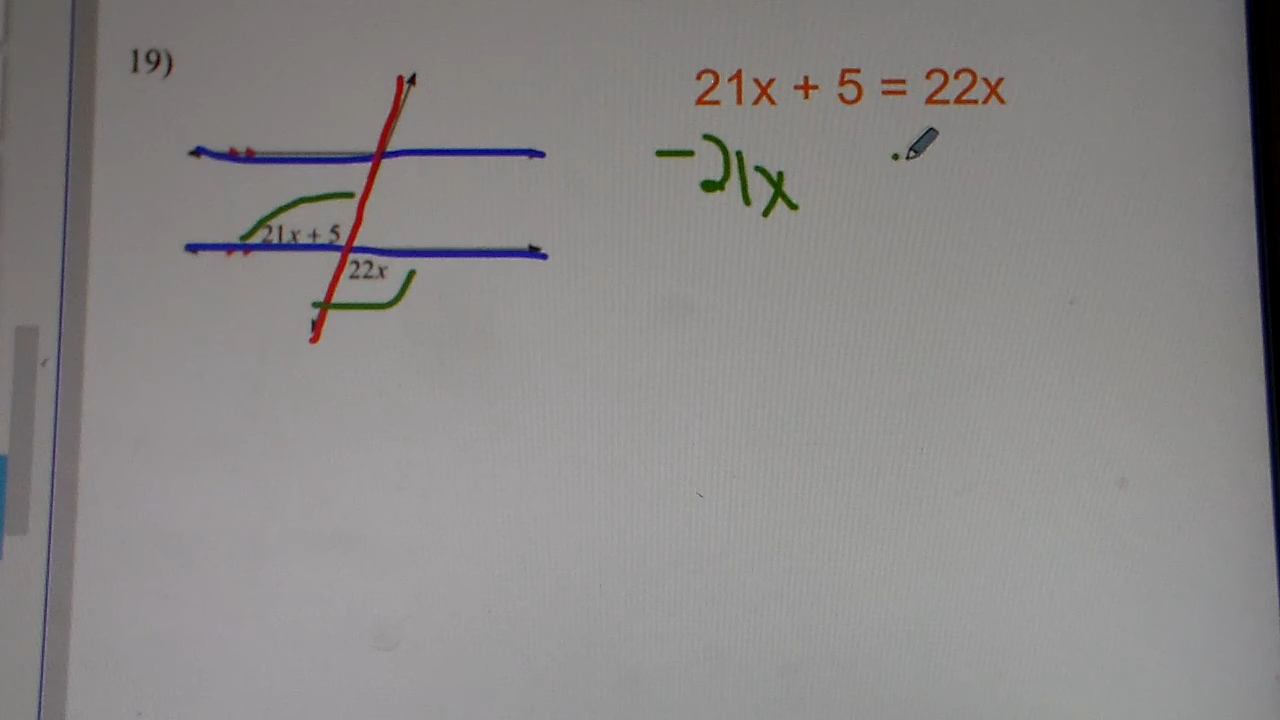 19)
21x + 5 = 22x
-21x
21x + 5
22x